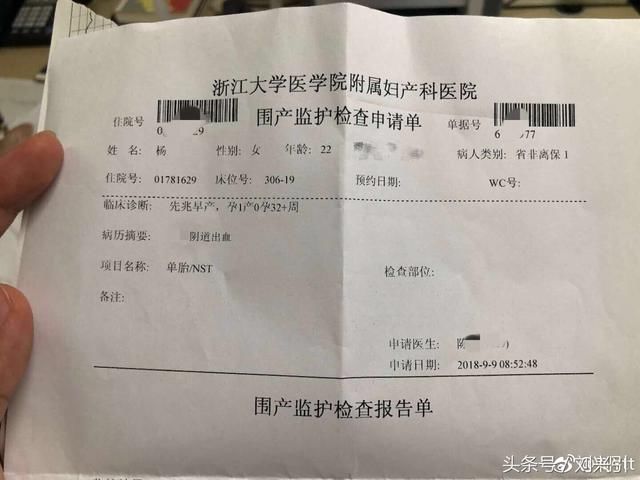 浙江大学医学院附属妇产科医院
围产监护检查申请单
住院号 0 29
单据号 6 977
姓名: 杨 性别: 女 年龄: 22 病人类别: 省非离保 1
住院号: 01781629 床位号: 306-19 预约日期: WC号:
临床诊断: 先兆早产, 孕1产0孕32+周
病历摘要: 阴道出血
项目名称: 单胎/NST 检查部位:
备注:
申请医生:
申请日期: 2018-9-9 08:52:48
围产监护检查报告单
头条号